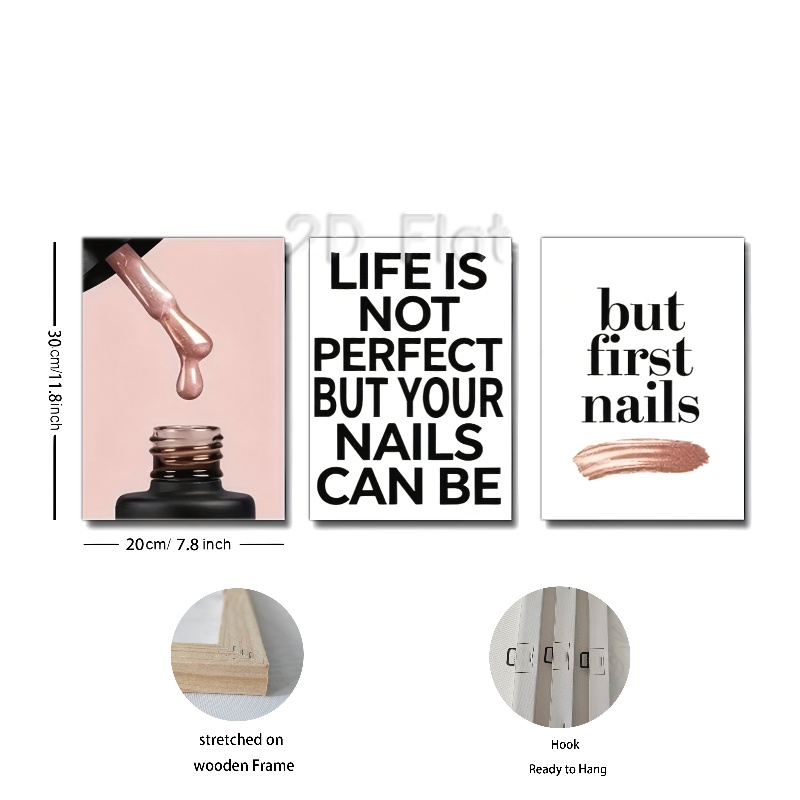 2D Flat
LIFE IS
NOT
PERFECT
BUT YOUR
NAILS
CAN BE
but
first
nails
30cm/11.8inch
20cm/ 7.8 inch
stretched on
wooden Frame
Hook
Ready to Hang